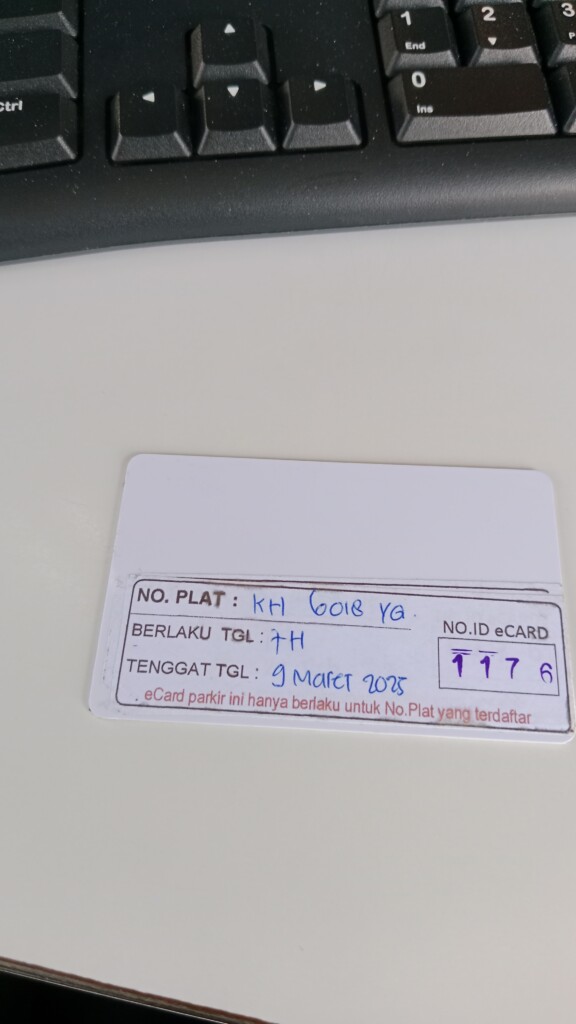 Ctrl
1
End
2
3
0
Ins
NO. PLAT : KH 6018 YG
BERLAKU TGL : 7H
TENGGAT TGL : 9 Maret 2025
NO.ID eCARD
1176
eCard parkir ini hanya berlaku untuk No.Plat yang terdaftar